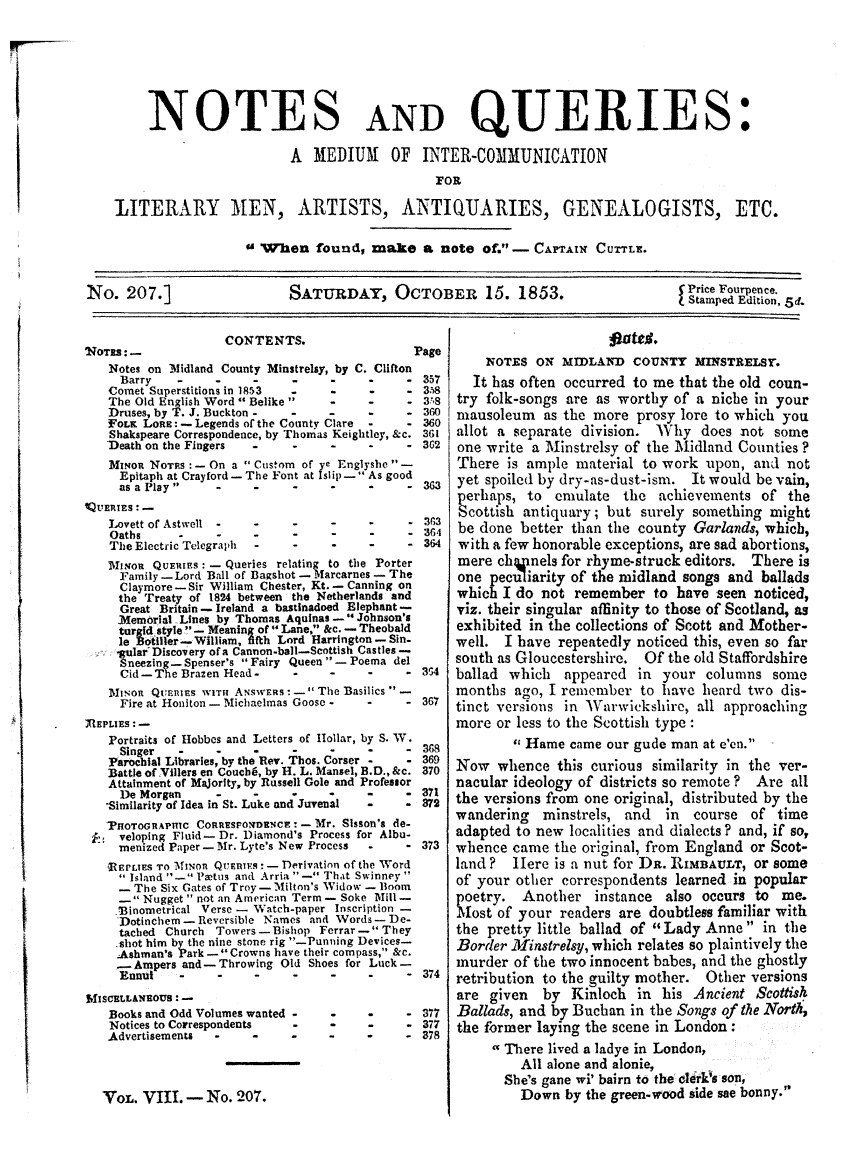 NOTES AND QUERIES:
A MEDIUM OF INTER-COMMUNICATION
FOR
LITERARY MEN, ARTISTS, ANTIQUARIES, GENEALOGISTS, ETC.
"When found, make a note of."—CAPTAIN CUTTLE.
No. 207.] SATURDAY, OCTOBER 15. 1853. { Price Fourpence.
{ Stamped Edition, 5d.
CONTENTS.
NOTES:— Page
Notes on Midland County Minstrelsy, by C. Clifton
Barry - - - - - - - 357
Comet Superstitions in 1853 - - - - 358
The Old English Word "Belike" - - - 358
Druses, by T. J. Buckton - - - - - 360
FOLK LORE:—Legends of the County Clare - - 360
Shakspeare Correspondence, by Thomas Keightley, &c. 361
Death on the Fingers - - - - - 362
MINOR NOTES:—On a "Custom of ye Englyshe"—
Epitaph at Crayford—The Font at Islip—"As good
as a Play" - - - - - - 363
QUERIES:—
Lovett of Astwell - - - - - - 363
Oaths - - - - - - - 364
The Electric Telegraph - - - - - 364
MINOR QUERIES:—Queries relating to the Porter
Family—Lord Ball of Bagshot—Marcarnes—The
Claymore—Sir William Chester, Kt.—Canning on
the Treaty of 1824 between the Netherlands and
Great Britain—Ireland a bastinadoed Elephant—
Memorial Lines by Thomas Aquinas—"Johnson's
turgid style"—Meaning of "Lane," &c.—Theobald
le Botiller—William, fifth Lord Harrington—Sin-
gular Discovery of a Cannon-ball—Scottish Castles—
Sneezing—Spenser's "Fairy Queen"—Poema del
Cid—The Brazen Head - - - - - 364
MINOR QUERIES WITH ANSWERS:—"The Basilics"—
Fire at Honiton—Michaelmas Goose - - - 367
REPLIES:—
Portraits of Hobbes and Letters of Hollar, by S. W.
Singer - - - - - - - 368
Parochial Libraries, by the Rev. Thos. Corser - - 369
Battle of Villers en Couché, by H. L. Mansel, B.D., &c. 370
Attainment of Majority, by Russell Gole and Professor
De Morgan - - - - - - 371
Similarity of Idea in St. Luke and Juvenal - - 372
PHOTOGRAPHIC CORRESPONDENCE:—Mr. Sisson's de-
veloping Fluid—Dr. Diamond's Process for Albu-
menized Paper—Mr. Lyte's New Process - - 373
REPLIES TO MINOR QUERIES:—Derivation of the Word
"Island"—"Pætus and Arria"—"That Swinney"
—The Six Gates of Troy—Milton's Widow—Boom
—"Nugget" not an American Term—Soke Mill—
Binometrical Verse—Watch-paper Inscription—
Dotinchem—Reversible Names and Words—De-
tached Church Towers—Bishop Ferrar—"They
shot him by the nine stone rig"—Punning Devices—
Ashman's Park—"Crowns have their compass," &c.
—Ampers and—Throwing Old Shoes for Luck—
Ennui - - - - - - - 374
MISCELLANEOUS:—
Books and Odd Volumes wanted - - - - 377
Notices to Correspondents - - - - 377
Advertisements - - - - - - 378
VOL. VIII.—No. 207.
Notes.
NOTES ON MIDLAND COUNTY MINSTRELSY.
It has often occurred to me that the old coun-
try folk-songs are as worthy of a niche in your
mausoleum as the more prosy lore to which you
allot a separate division. Why does not some
one write a Minstrelsy of the Midland Counties?
There is ample material to work upon, and not
yet spoiled by dry-as-dust-ism. It would be vain,
perhaps, to emulate the achievements of the
Scottish antiquary; but surely something might
be done better than the county Garlands, which,
with a few honorable exceptions, are sad abortions,
mere channels for rhyme-struck editors. There is
one peculiarity of the midland songs and ballads
which I do not remember to have seen noticed,
viz. their singular affinity to those of Scotland, as
exhibited in the collections of Scott and Mother-
well. I have repeatedly noticed this, even so far
south as Gloucestershire. Of the old Staffordshire
ballad which appeared in your columns some
months ago, I remember to have heard two dis-
tinct versions in Warwickshire, all approaching
more or less to the Scottish type:
"Hame came our gude man at e'en."
Now whence this curious similarity in the ver-
nacular ideology of districts so remote? Are all
the versions from one original, distributed by the
wandering minstrels, and in course of time
adapted to new localities and dialects? and, if so,
whence came the original, from England or Scot-
land? Here is a nut for DR. RIMBAULT, or some
of your other correspondents learned in popular
poetry. Another instance also occurs to me.
Most of your readers are doubtless familiar with
the pretty little ballad of "Lady Anne" in the
Border Minstrelsy, which relates so plaintively the
murder of the two innocent babes, and the ghostly
retribution to the guilty mother. Other versions
are given by Kinloch in his Ancient Scottish
Ballads, and by Buchan in the Songs of the North,
the former laying the scene in London:
"There lived a ladye in London,
All alone and alonie,
She's gane wi' bairn to the clerk's son,
Down by the green-wood side sae bonny."